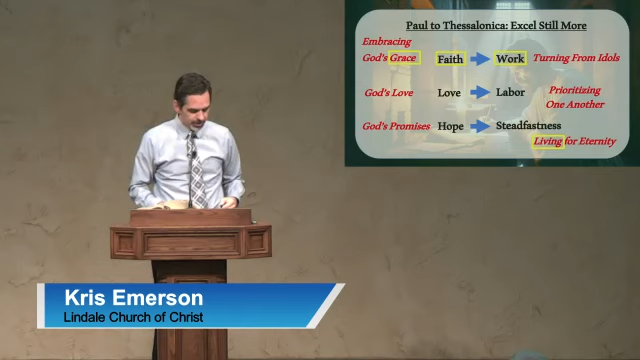 Paul to Thessalonica: Excel Still More
Embracing
God's Grace Faith Work Turning From Idols
God's Love Love Labor Prioritizing
One Another
God's Promises Hope Steadfastness
Living for Eternity
Kris Emerson
Lindale Church of Christ